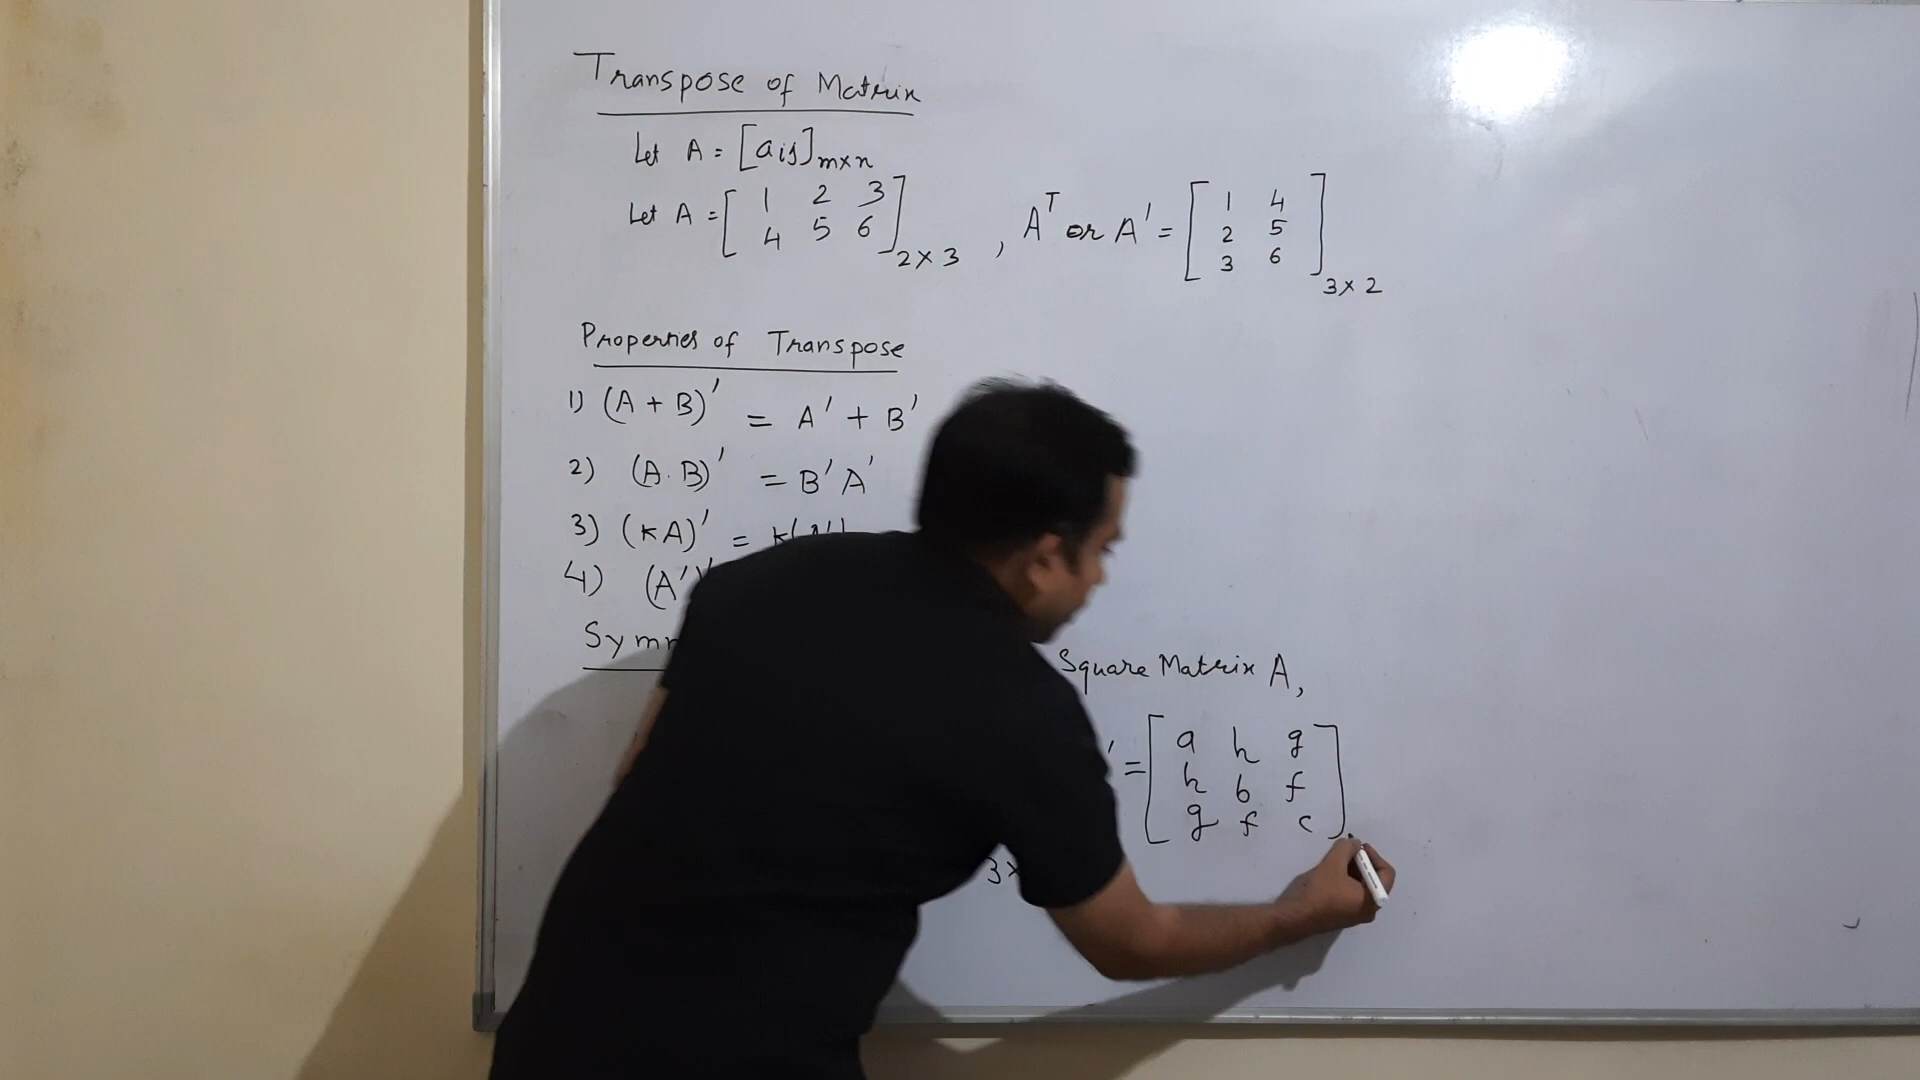 Transpose of Matrix
Let A = [aij]m×n
Let A = [ 1 2 3
4 5 6 ]2×3 , A^T or A' = [ 1 4
2 5
3 6 ]3×2
Properties of Transpose
1) (A + B)' = A' + B'
2) (A.B)' = B'A'
3) (KA)' = K(A')
4) (A')'
Square Matrix A,
' = [ a h g
h b f
g f c ]
3×